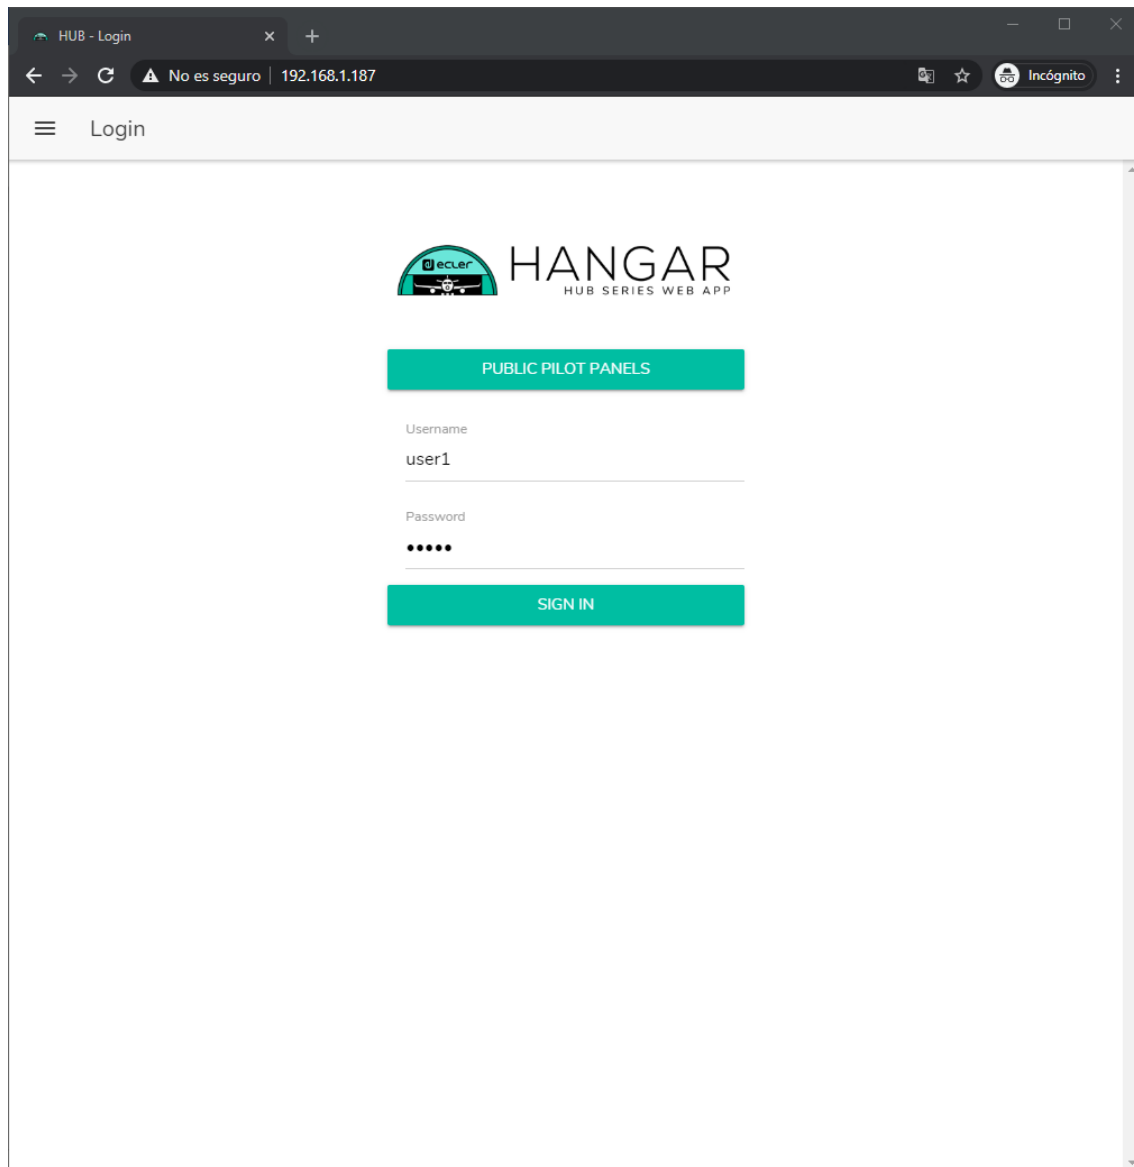 HUB - Login
No es seguro | 192.168.1.187
Incógnito
Login
ecler
HANGAR
HUB SERIES WEB APP
PUBLIC PILOT PANELS
Username
user1
Password
•••••
SIGN IN